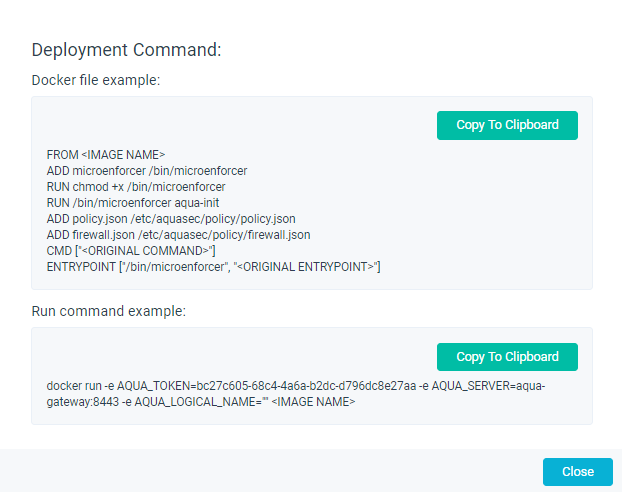 Deployment Command:
Docker file example:
Copy To Clipboard
FROM <IMAGE NAME>
ADD microenforcer /bin/microenforcer
RUN chmod +x /bin/microenforcer
RUN /bin/microenforcer aqua-init
ADD policy.json /etc/aquasec/policy/policy.json
ADD firewall.json /etc/aquasec/policy/firewall.json
CMD ["<ORIGINAL COMMAND>"]
ENTRYPOINT ["/bin/microenforcer", "<ORIGINAL ENTRYPOINT>"]
Run command example:
Copy To Clipboard
docker run -e AQUA_TOKEN=bc27c605-68c4-4a6a-b2dc-d796dc8e27aa -e AQUA_SERVER=aqua-
gateway:8443 -e AQUA_LOGICAL_NAME="" <IMAGE NAME>
Close